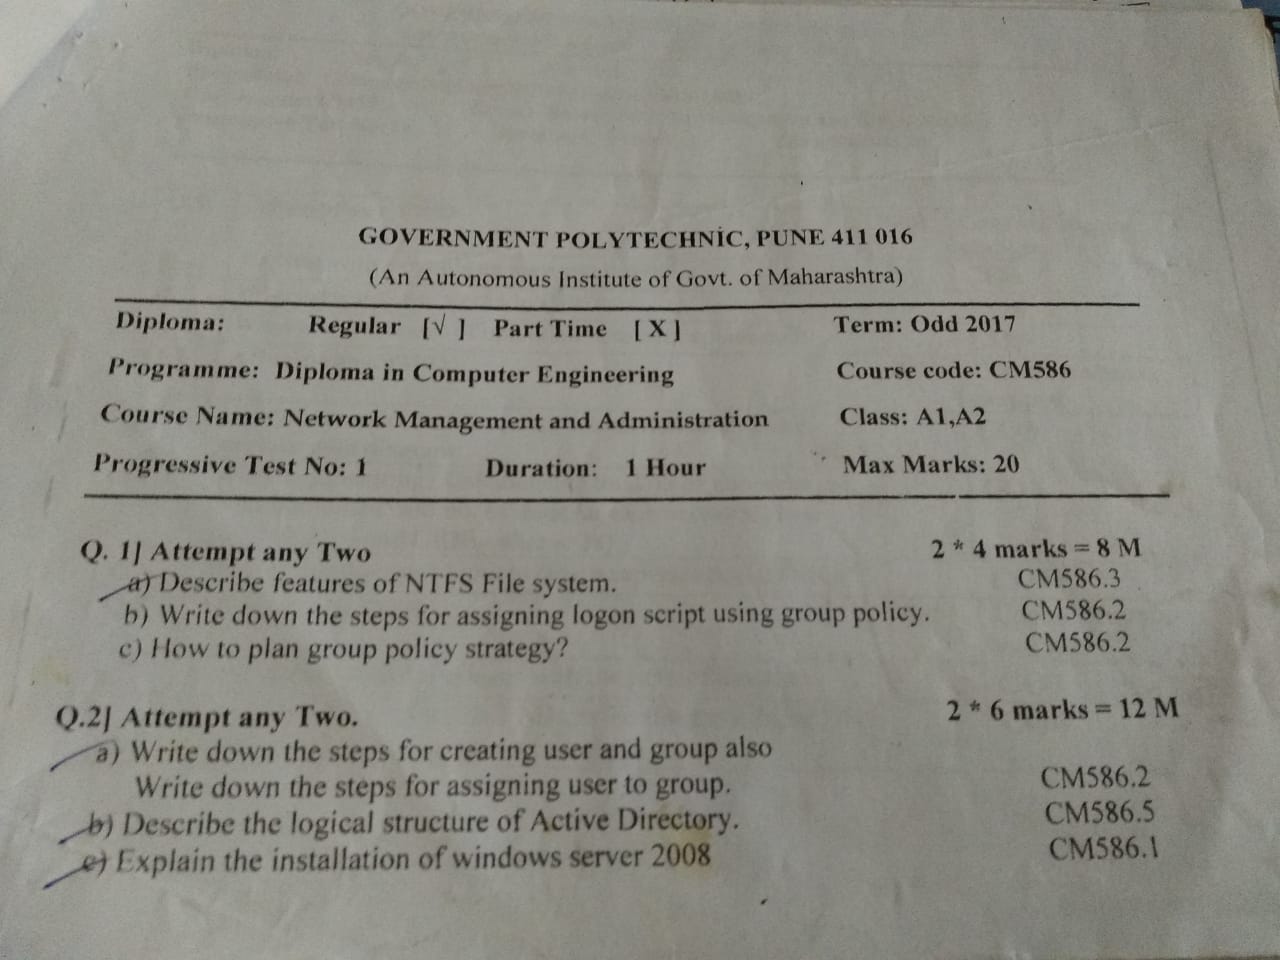 GOVERNMENT POLYTECHNIC, PUNE 411 016
(An Autonomous Institute of Govt. of Maharashtra)
Diploma: Regular [√ ] Part Time [ X ] Term: Odd 2017
Programme: Diploma in Computer Engineering Course code: CM586
Course Name: Network Management and Administration Class: A1,A2
Progressive Test No: 1 Duration: 1 Hour Max Marks: 20
Q. 1] Attempt any Two 2 * 4 marks = 8 M
a) Describe features of NTFS File system. CM586.3
b) Write down the steps for assigning logon script using group policy. CM586.2
c) How to plan group policy strategy? CM586.2
Q.2] Attempt any Two. 2 * 6 marks = 12 M
a) Write down the steps for creating user and group also
Write down the steps for assigning user to group. CM586.2
b) Describe the logical structure of Active Directory. CM586.5
c) Explain the installation of windows server 2008 CM586.1